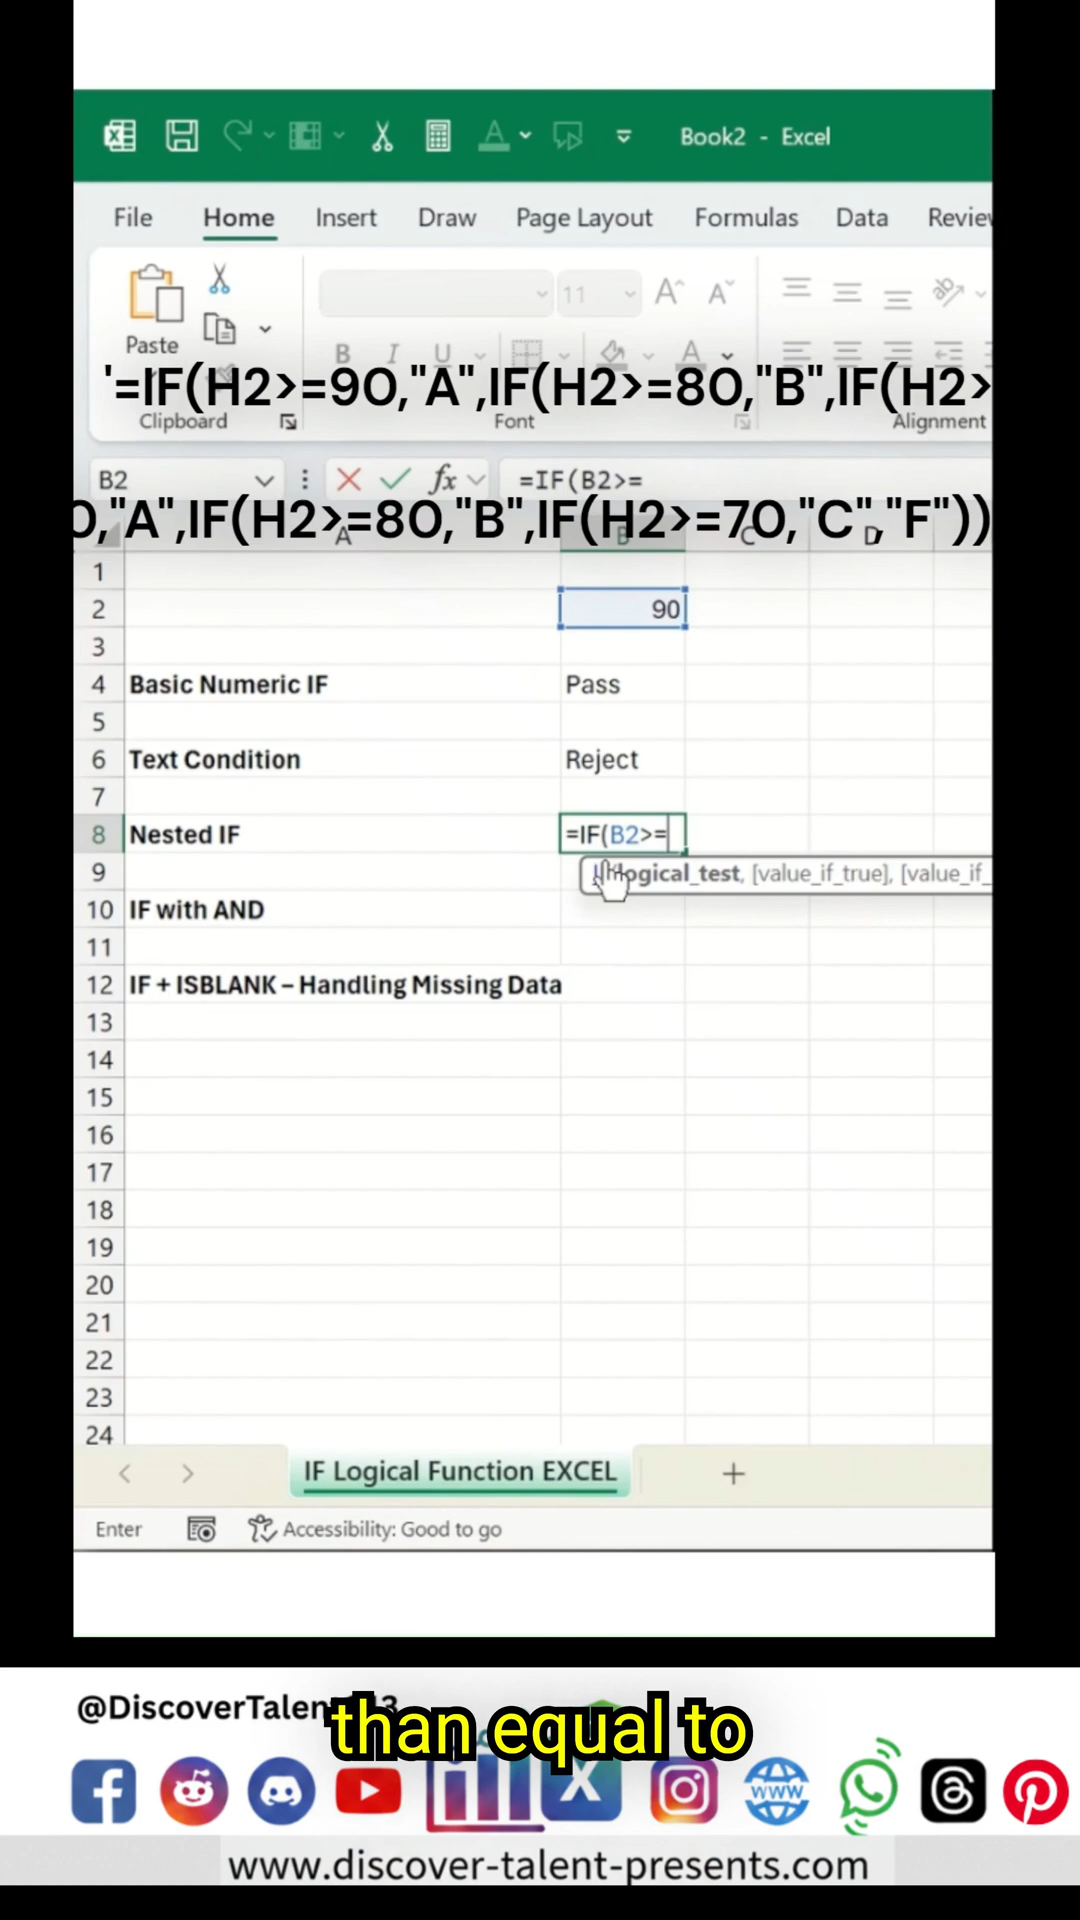 Book2 - Excel
File Home Insert Draw Page Layout Formulas Data Review
11
Paste
B I U
'=IF(H2>=90,"A",IF(H2>=80,"B",IF(H2>
Clipboard Font Alignment
B2 fx =IF(B2>=
0,"A",IF(H2>=80,"B",IF(H2>=70,"C","F"))
A B C D
1
2 90
3
4 Basic Numeric IF Pass
5
6 Text Condition Reject
7
8 Nested IF =IF(B2>=
9 logical_test, [value_if_true], [value_if_
10 IF with AND
11
12 IF + ISBLANK – Handling Missing Data
13
14
15
16
17
18
19
20
21
22
23
24
IF Logical Function EXCEL
Enter Accessibility: Good to go
than equal to
www
www.discover-talent-presents.com